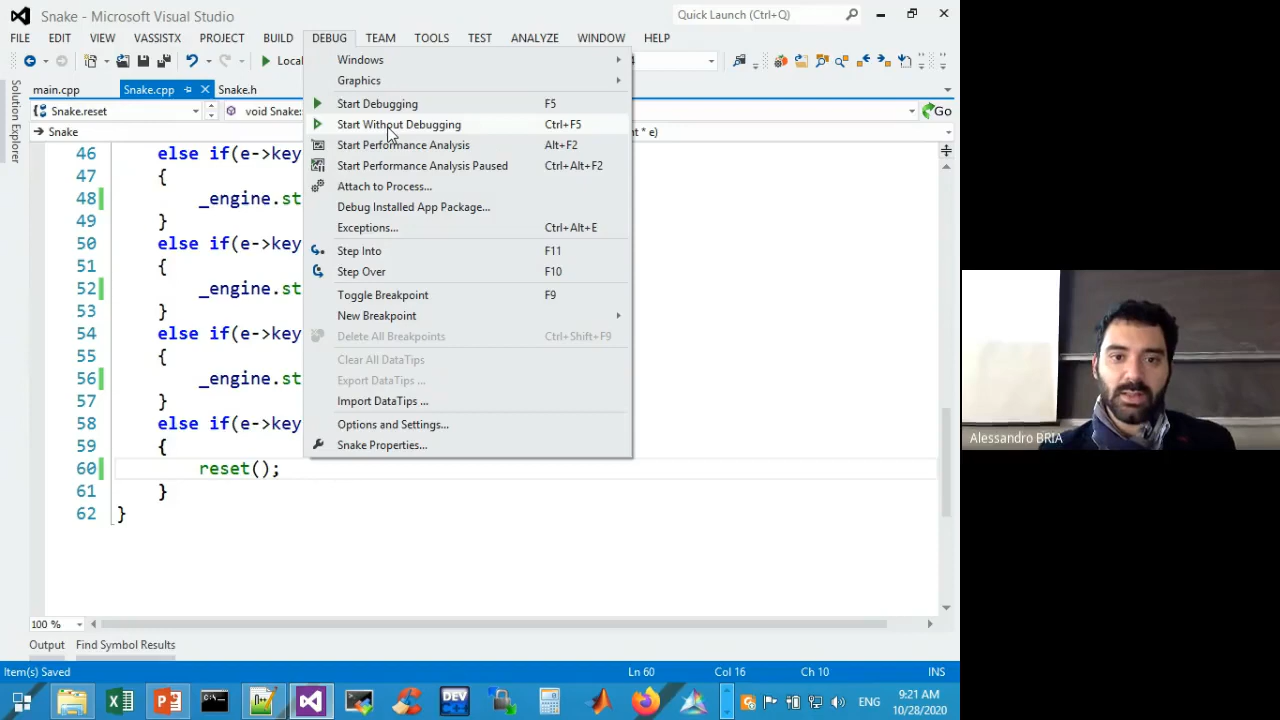 Snake - Microsoft Visual Studio
Quick Launch (Ctrl+Q)
FILE EDIT VIEW VASSISTX PROJECT BUILD DEBUG TEAM TOOLS TEST ANALYZE WINDOW HELP
Local
main.cpp Snake.cpp Snake.h
Snake.reset void Snake: Go
Snake t * e)
Solution Explorer
Windows
Graphics
Start Debugging F5
Start Without Debugging Ctrl+F5
Start Performance Analysis Alt+F2
Start Performance Analysis Paused Ctrl+Alt+F2
Attach to Process...
Debug Installed App Package...
Exceptions... Ctrl+Alt+E
Step Into F11
Step Over F10
Toggle Breakpoint F9
New Breakpoint
Delete All Breakpoints Ctrl+Shift+F9
Clear All DataTips
Export DataTips ...
Import DataTips ...
Options and Settings...
Snake Properties...
46 else if(e->key
47 {
48 _engine.st
49 }
50 else if(e->key
51 {
52 _engine.st
53 }
54 else if(e->key
55 {
56 _engine.st
57 }
58 else if(e->key
59 {
60 reset();
61 }
62 }
100 %
Output Find Symbol Results
Item(s) Saved Ln 60 Col 16 Ch 10 INS
DEV
ENG
9:21 AM
10/28/2020
Alessandro BRIA